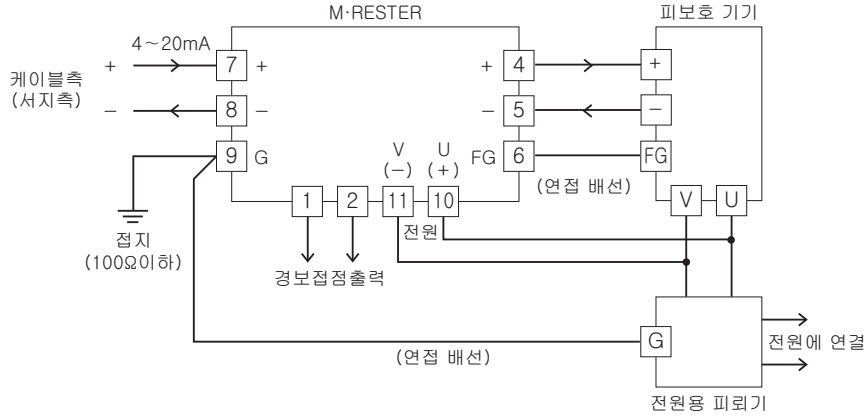 M·RESTER
피보호 기기
4～20mA
케이블측
(서지측)
+ 7 + + 4 +
− 8 − − 5 −
9 G FG 6 FG
V
(−)
U
(+)
(연접 배선)
1 2 11 10 V U
전원
접지
(100Ω이하)
경보접점출력
G
전원에 연결
(연접 배선)
전원용 피뢰기